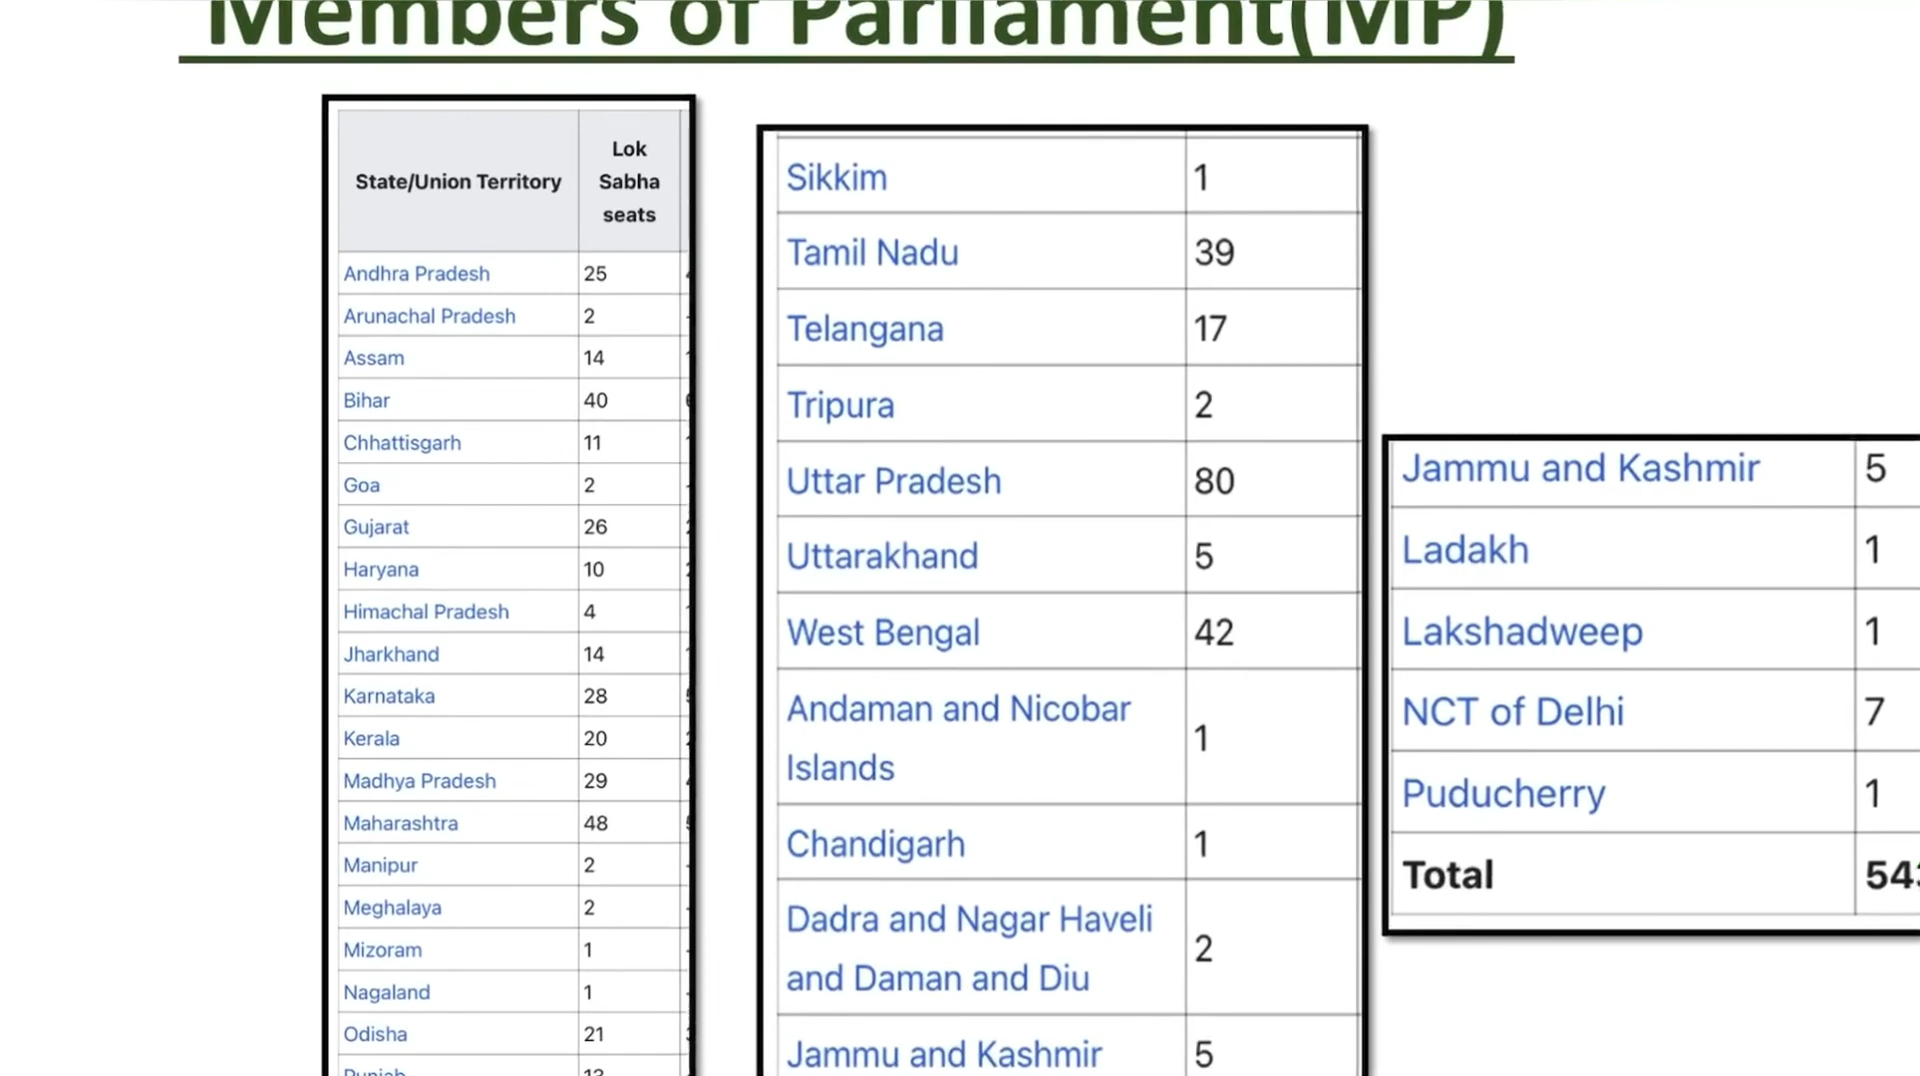 Members of Parliament(MP)
State/Union Territory
Lok
Sabha
seats
Andhra Pradesh 25
Arunachal Pradesh 2
Assam 14
Bihar 40
Chhattisgarh 11
Goa 2
Gujarat 26
Haryana 10
Himachal Pradesh 4
Jharkhand 14
Karnataka 28
Kerala 20
Madhya Pradesh 29
Maharashtra 48
Manipur 2
Meghalaya 2
Mizoram 1
Nagaland 1
Odisha 21
Punjab 13
Sikkim 1
Tamil Nadu 39
Telangana 17
Tripura 2
Uttar Pradesh 80
Uttarakhand 5
West Bengal 42
Andaman and Nicobar
Islands 1
Chandigarh 1
Dadra and Nagar Haveli
and Daman and Diu 2
Jammu and Kashmir 5
Jammu and Kashmir 5
Ladakh 1
Lakshadweep 1
NCT of Delhi 7
Puducherry 1
Total 543